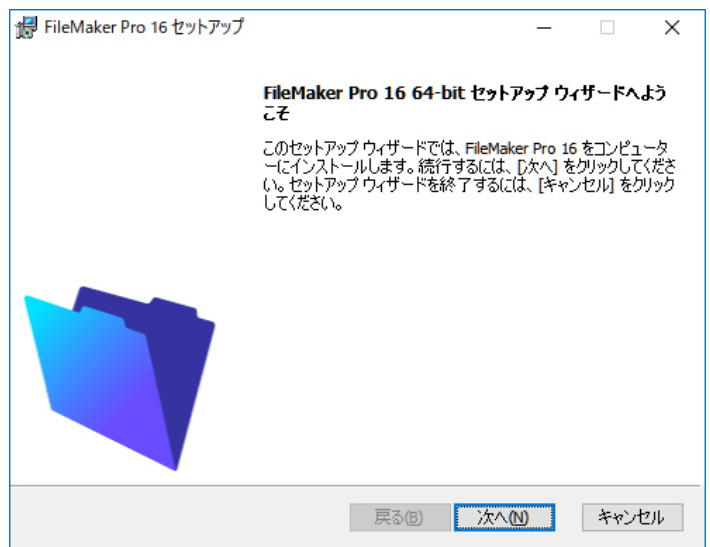 FileMaker Pro 16 セットアップ
FileMaker Pro 16 64-bit セットアップ ウィザードへよう
こそ
このセットアップ ウィザードでは、FileMaker Pro 16 をコンピュータ
ーにインストールします。続行するには、[次へ] をクリックしてくださ
い。セットアップ ウィザードを終了するには、[キャンセル] をクリック
してください。
戻る(B) 次へ(N) キャンセル